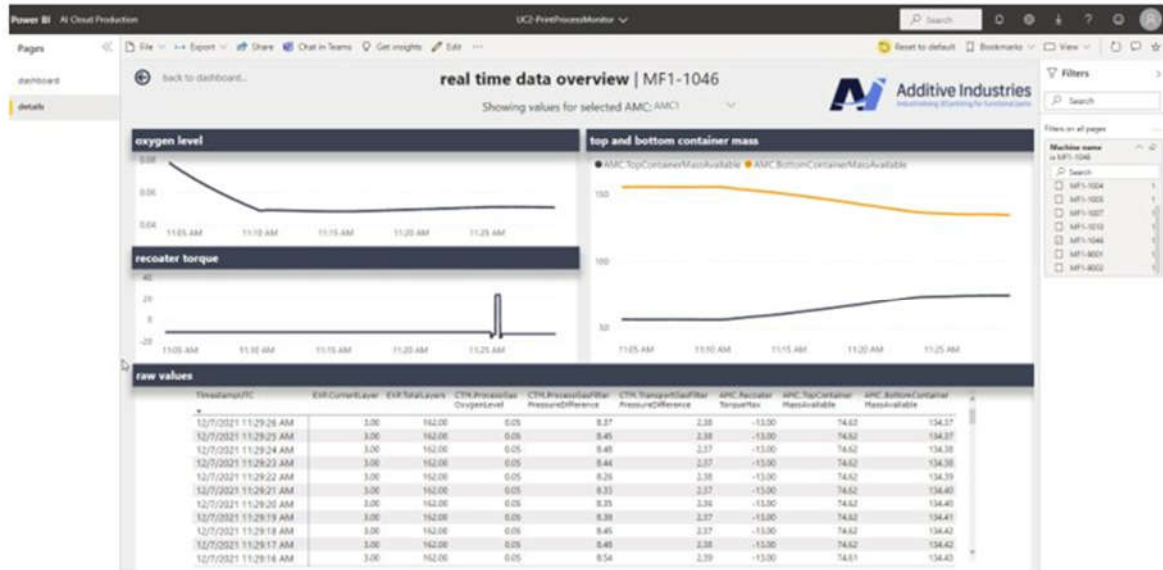 Power BI AI Cloud Production
UC2-PrintProcessMonitor
Search
Pages
File Export Share Chat in Teams Get insights Edit ...
Reset to default Bookmarks View
dashboard
details
back to dashboard...
real time data overview | MF1-1046
Showing values for selected AMC: AMC1
Additive Industries
Filters
Search
Filters on all pages
Machine name
is MF1-1046
Search
MF1-1004 1
MF1-1005 1
MF1-1007
MF1-1010
MF1-1046
MF1-9001
MF1-9002
oxygen level
0.08
0.06
0.04
11:05 AM 11:10 AM 11:15 AM 11:20 AM 11:25 AM
recoater torque
40
20
0
-20
11:05 AM 11:10 AM 11:15 AM 11:20 AM 11:25 AM
top and bottom container mass
AMC.TopContainerMassAvailable AMC.BottomContainerMassAvailable
150
100
50
11:05 AM 11:10 AM 11:15 AM 11:20 AM 11:25 AM
raw values
TimestampUTC EXP.CurrentLayer EXP.TotalLayers CTM.ProcessGas CTM.ProcessGasFilter CTM.TransportGasFilter AMC.Recoater AMC.TopContainer AMC.BottomContainer
OxygenLevel PressureDifference PressureDifference TorqueMax MassAvailable MassAvailable
12/7/2021 11:29:26 AM 3.00 162.00 0.05 8.37 2.38 -13.00 74.62 134.37
12/7/2021 11:29:25 AM 3.00 162.00 0.05 8.45 2.38 -13.00 74.62 134.37
12/7/2021 11:29:24 AM 3.00 162.00 0.05 8.48 2.37 -13.00 74.62 134.38
12/7/2021 11:29:23 AM 3.00 162.00 0.05 8.44 2.37 -13.00 74.62 134.38
12/7/2021 11:29:22 AM 3.00 162.00 0.05 8.26 2.38 -13.00 74.62 134.39
12/7/2021 11:29:21 AM 3.00 162.00 0.05 8.33 2.37 -13.00 74.62 134.40
12/7/2021 11:29:20 AM 3.00 162.00 0.05 8.35 2.36 -13.00 74.62 134.40
12/7/2021 11:29:19 AM 3.00 162.00 0.05 8.38 2.37 -13.00 74.62 134.41
12/7/2021 11:29:18 AM 3.00 162.00 0.05 8.45 2.37 -13.00 74.62 134.42
12/7/2021 11:29:17 AM 3.00 162.00 0.05 8.48 2.38 -13.00 74.62 134.42
12/7/2021 11:29:16 AM 3.00 162.00 0.05 8.54 2.39 -13.00 74.61 134.43